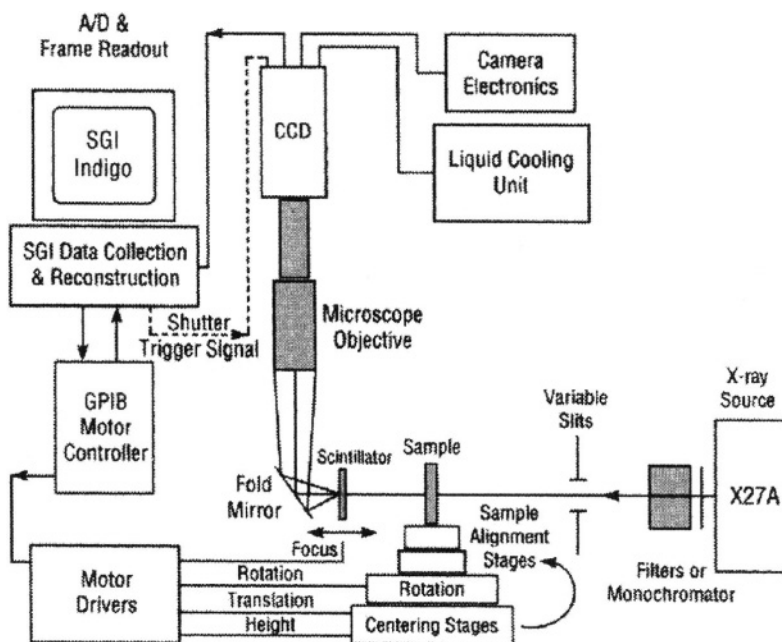 A/D &
Frame Readout
SGI
Indigo
SGI Data Collection
& Reconstruction
Shutter
Trigger Signal
GPIB
Motor
Controller
Motor
Drivers
CCD
Camera
Electronics
Liquid Cooling
Unit
Microscope
Objective
Fold
Mirror
Scintillator
Focus
Rotation
Translation
Height
Sample
Sample
Alignment
Stages
Rotation
Centering Stages
Variable
Slits
X-ray
Source
X27A
Filters or
Monochromator